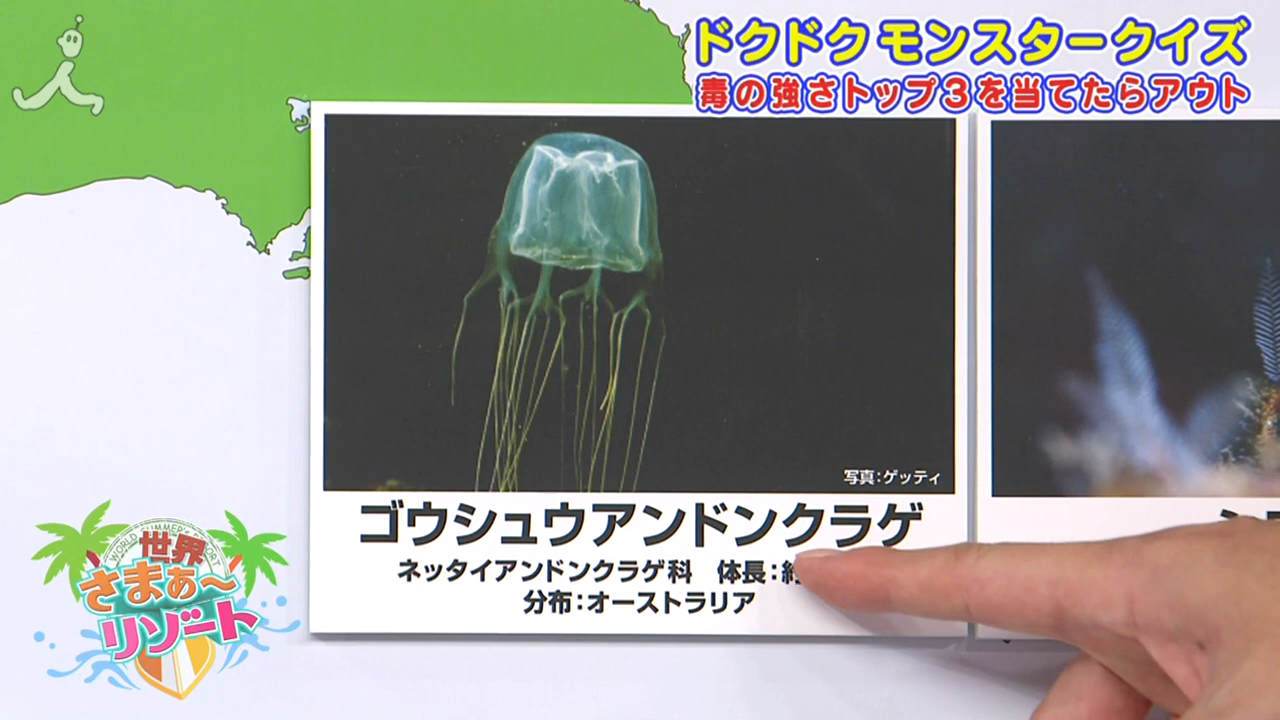 ドクドクモンスタークイズ
毒の強さトップ3を当てたらアウト
写真:ゲッティ
ゴウシュウアンドンクラゲ
ネッタイアンドンクラゲ科 体長:
分布:オーストラリア
WORLD SUMMER'S RESORT
世界
さまぁ〜
リゾート